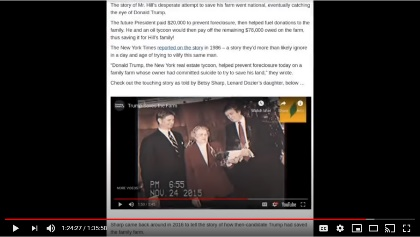 The story of Mr. Hill's desperate attempt to save his farm went national, eventually catching
the eye of Donald Trump.
The future President paid $20,000 to prevent foreclosure, then helped fuel donations to the
family. He and an oil tycoon would then pay off the remaining $78,000 owed on the farm,
thus saving it for Hill's family!
The New York Times reported on the story in 1986 – a story they'd more than likely ignore
in a day and age of trying to vilify this same man.
"Donald Trump, the New York real estate tycoon, helped prevent foreclosure today on a
family farm whose owner had committed suicide to try to save his land," they wrote.
Check out the touching story as told by Betsy Sharp, Lenard Dozier's daughter, below ...
Trump
the Farm
PM 6:55
NOV 24 2015
YouTube
Sharp came back around in 2016 to tell the story of how then-candidate Trump had saved
the family farm.
1:24:27 / 1:35:58